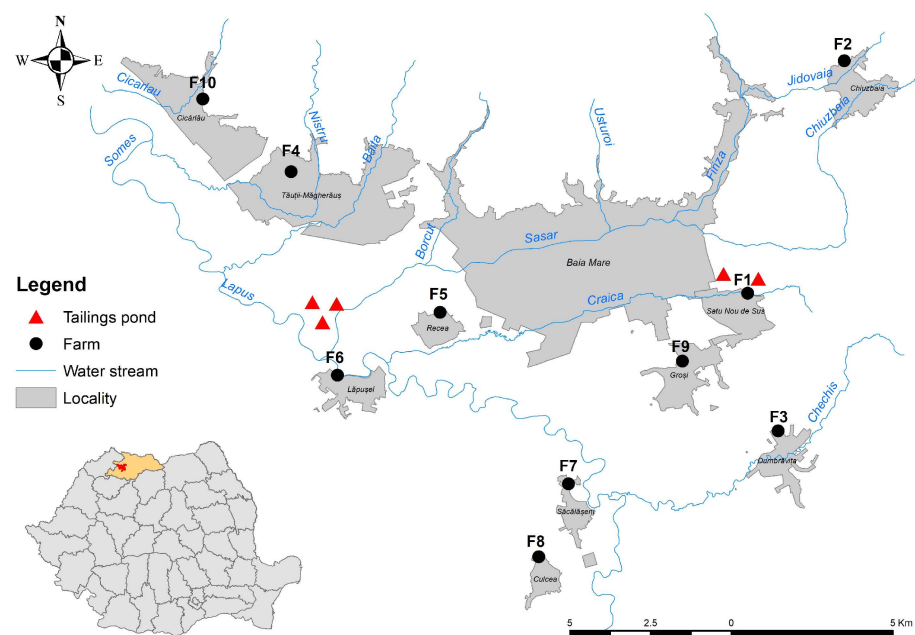 N
W E
S
F2
F10
Cicarlau
Cicârlău
Jidovaia
Chiuzbaia
Chiuzbaia
Somes
Nistru
Baita
Usturoi
Firiza
F4
Tăuții-Măgherăuș
Borcut
Sasar
Baia Mare
Lapus
F1
Satu Nou de Sus
Craica
F5
Recea
Legend
Tailings pond
Farm
Water stream
Locality
F6
Lăpușel
F9
Groși
Chechis
F3
Dumbrăvița
F7
Săcălășeni
F8
Culcea
5 2.5 0 5 Km